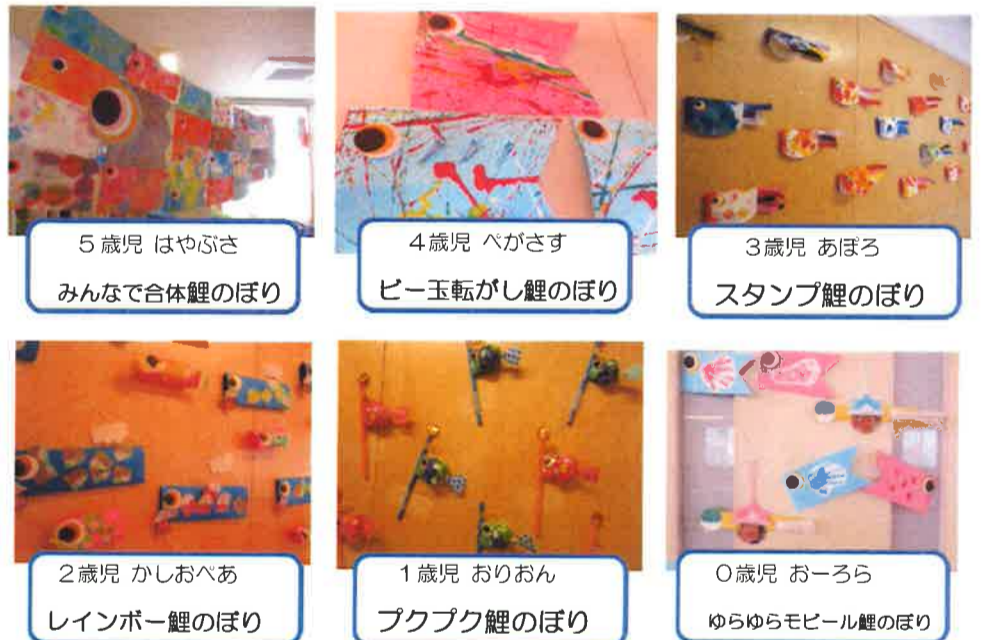 5歳児 はやぶさ
みんなで合体鯉のぼり
4歳児 ぺがさす
ビー玉転がし鯉のぼり
3歳児 あぽろ
スタンプ鯉のぼり
2歳児 かしおぺあ
レインボー鯉のぼり
1歳児 おりおん
プクプク鯉のぼり
0歳児 おーろら
ゆらゆらモビール鯉のぼり